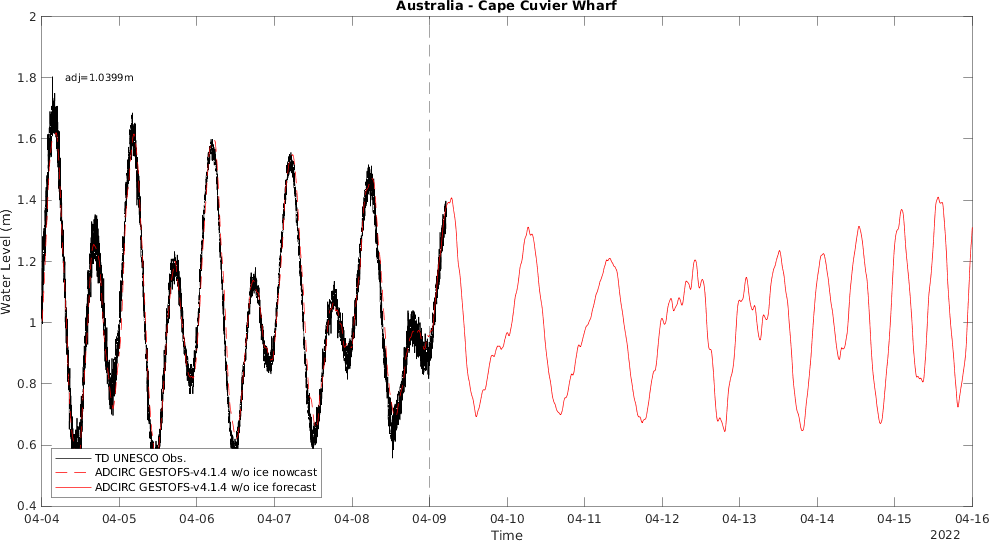 Australia - Cape Cuvier Wharf
adj=1.0399m
Water Level (m)
2
1.8
1.6
1.4
1.2
1
0.8
0.6
0.4
TD UNESCO Obs.
ADCIRC GESTOFS-v4.1.4 w/o ice nowcast
ADCIRC GESTOFS-v4.1.4 w/o ice forecast
04-04 04-05 04-06 04-07 04-08 04-09 04-10 04-11 04-12 04-13 04-14 04-15 04-16
Time
2022